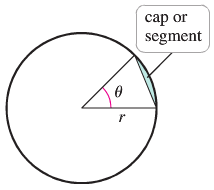 cap or
segment
θ
r